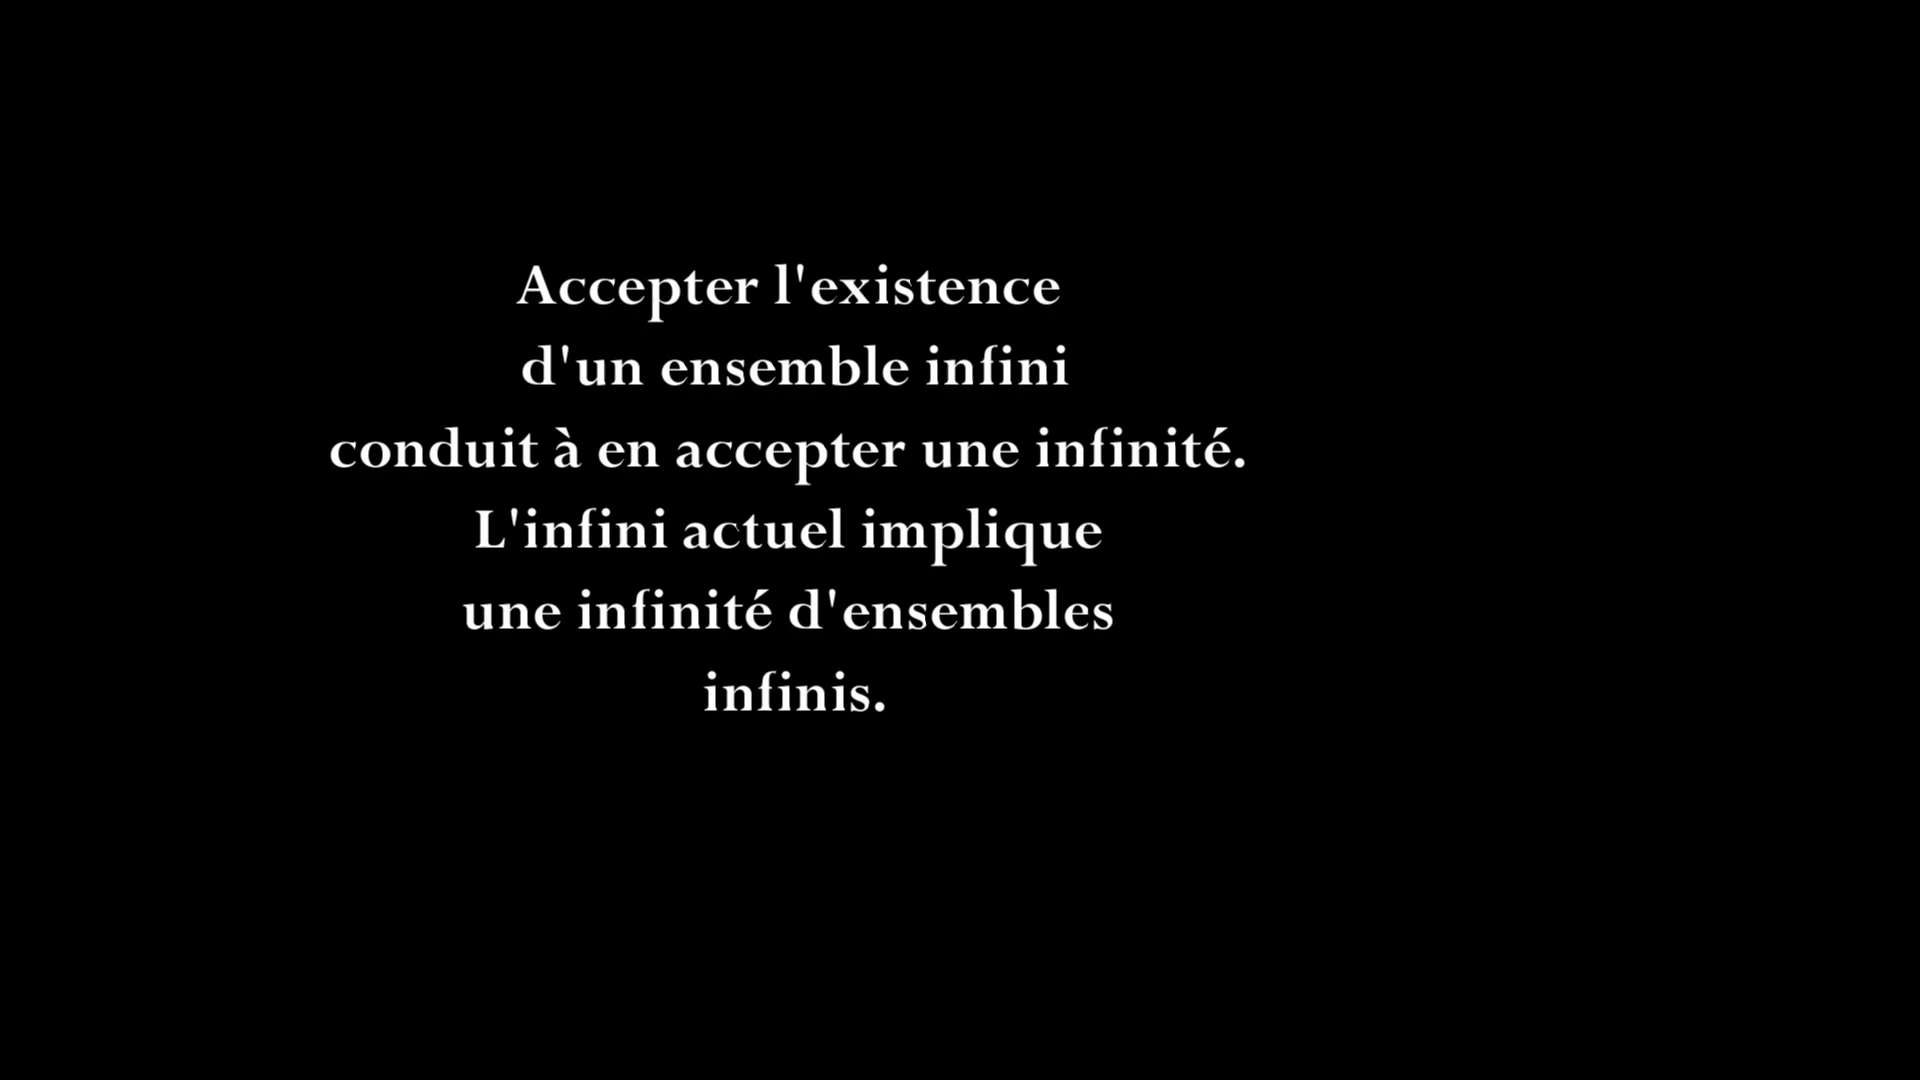 Accepter l'existence
d'un ensemble infini
conduit à en accepter une infinité.
L'infini actuel implique
une infinité d'ensembles
infinis.